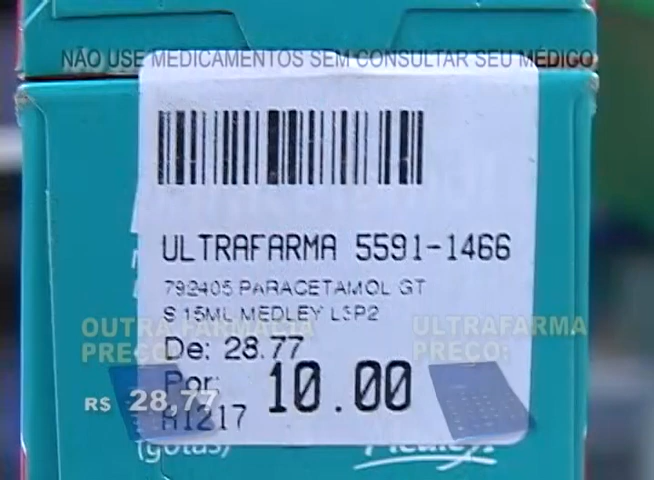 NÃO USE MEDICAMENTOS SEM CONSULTAR SEU MÉDICO.
ULTRAFARMA 5591-1466
792405 PARACETAMOL GT
S 15ML MEDLEY L3P2
OUTRA FARMÁCIA
PREÇO:
ULTRAFARMA
PREÇO:
De: 28.77
Por: 10.00
R$ 28,77
A1217
(gotas)
Medley.